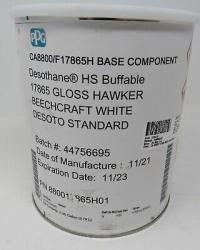 PPG
CA8800/F17865H BASE COMPONENT
Desothane® HS Buffable
17865 GLOSS HAWKER
BEECHCRAFT WHITE
DESOTO STANDARD
Batch #: 44756695
Date of Manufacture : 11/21
Expiration Date: 11/23